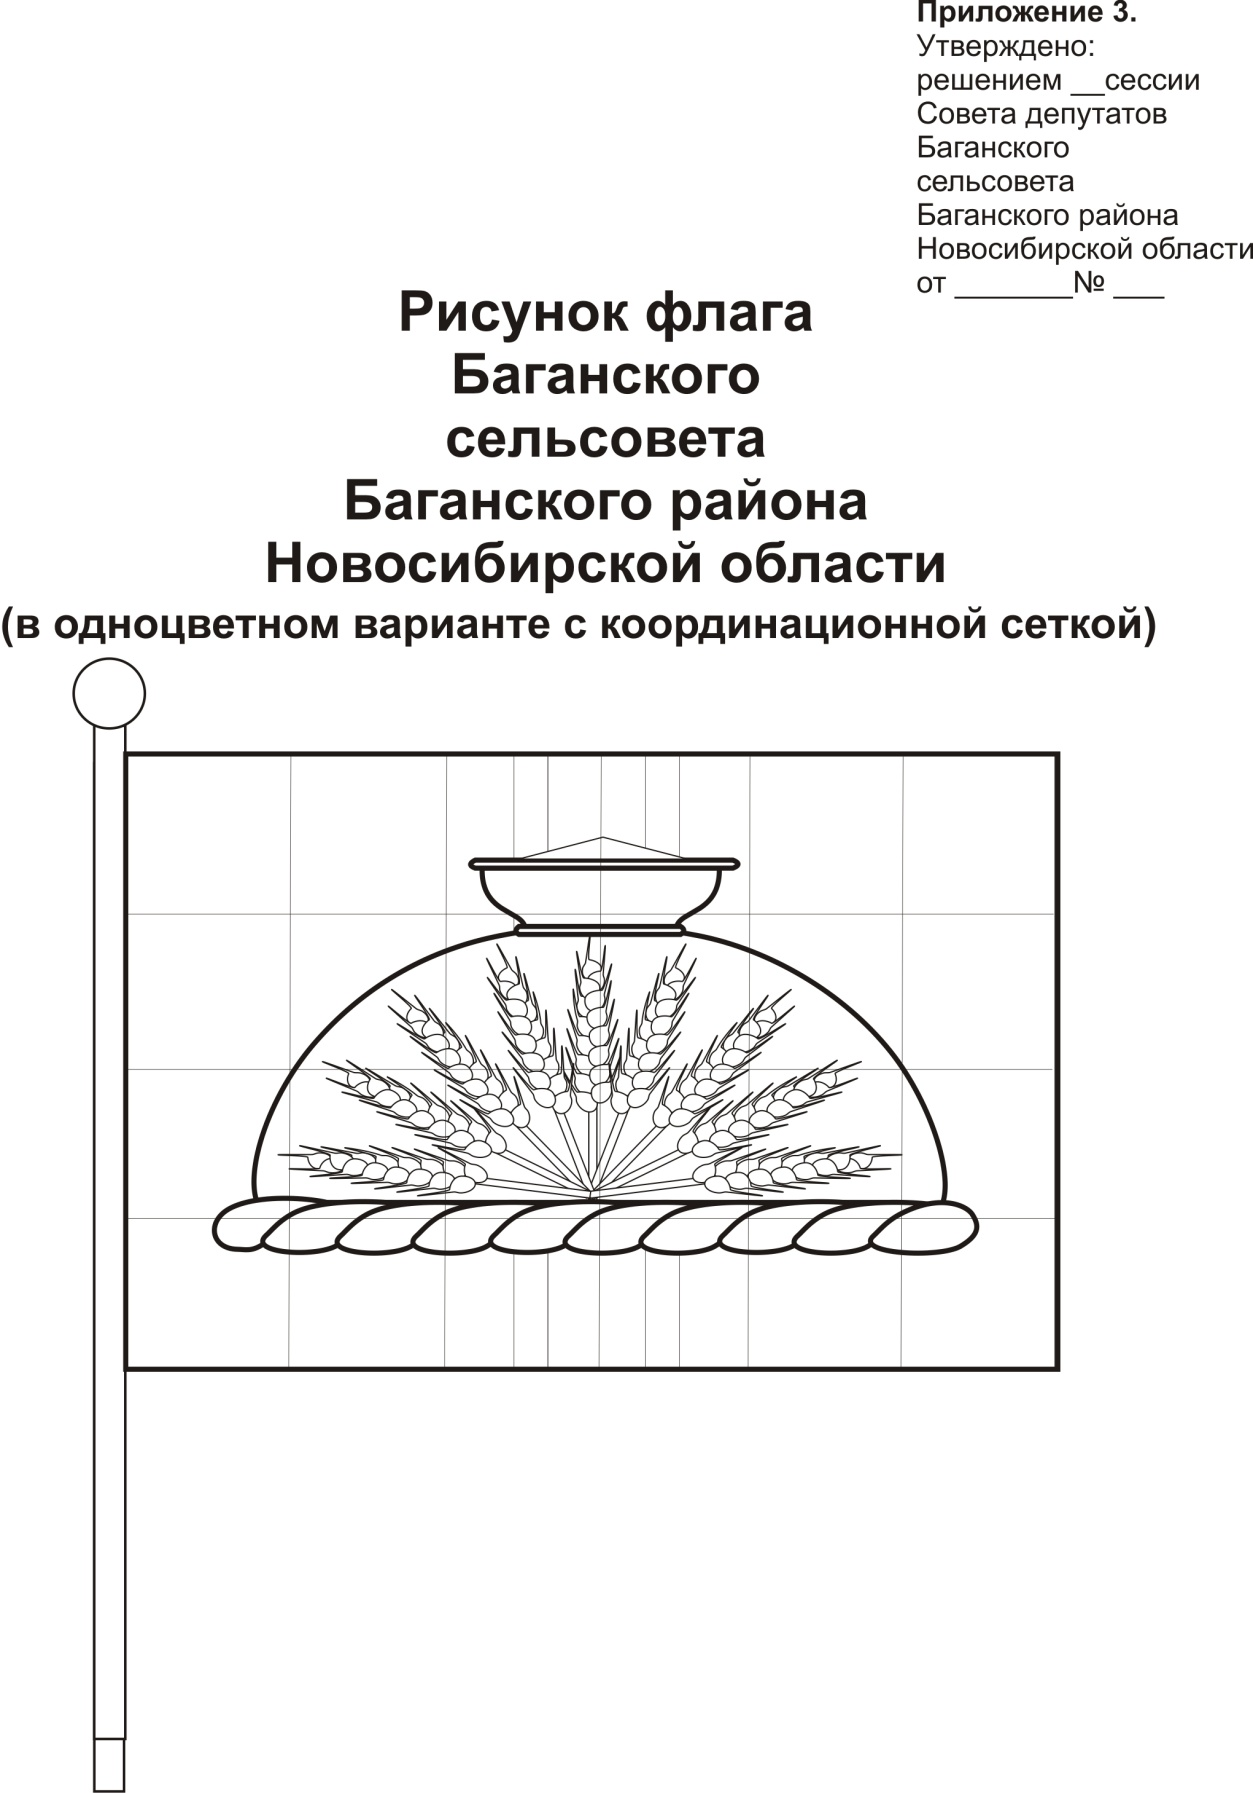 Приложение 3.
Утверждено:
решением __сессии
Совета депутатов
Баганского
сельсовета
Баганского района
Новосибирской области
от ________№ ___
Рисунок флага
Баганского
сельсовета
Баганского района
Новосибирской области
(в одноцветном варианте с координационной сеткой)